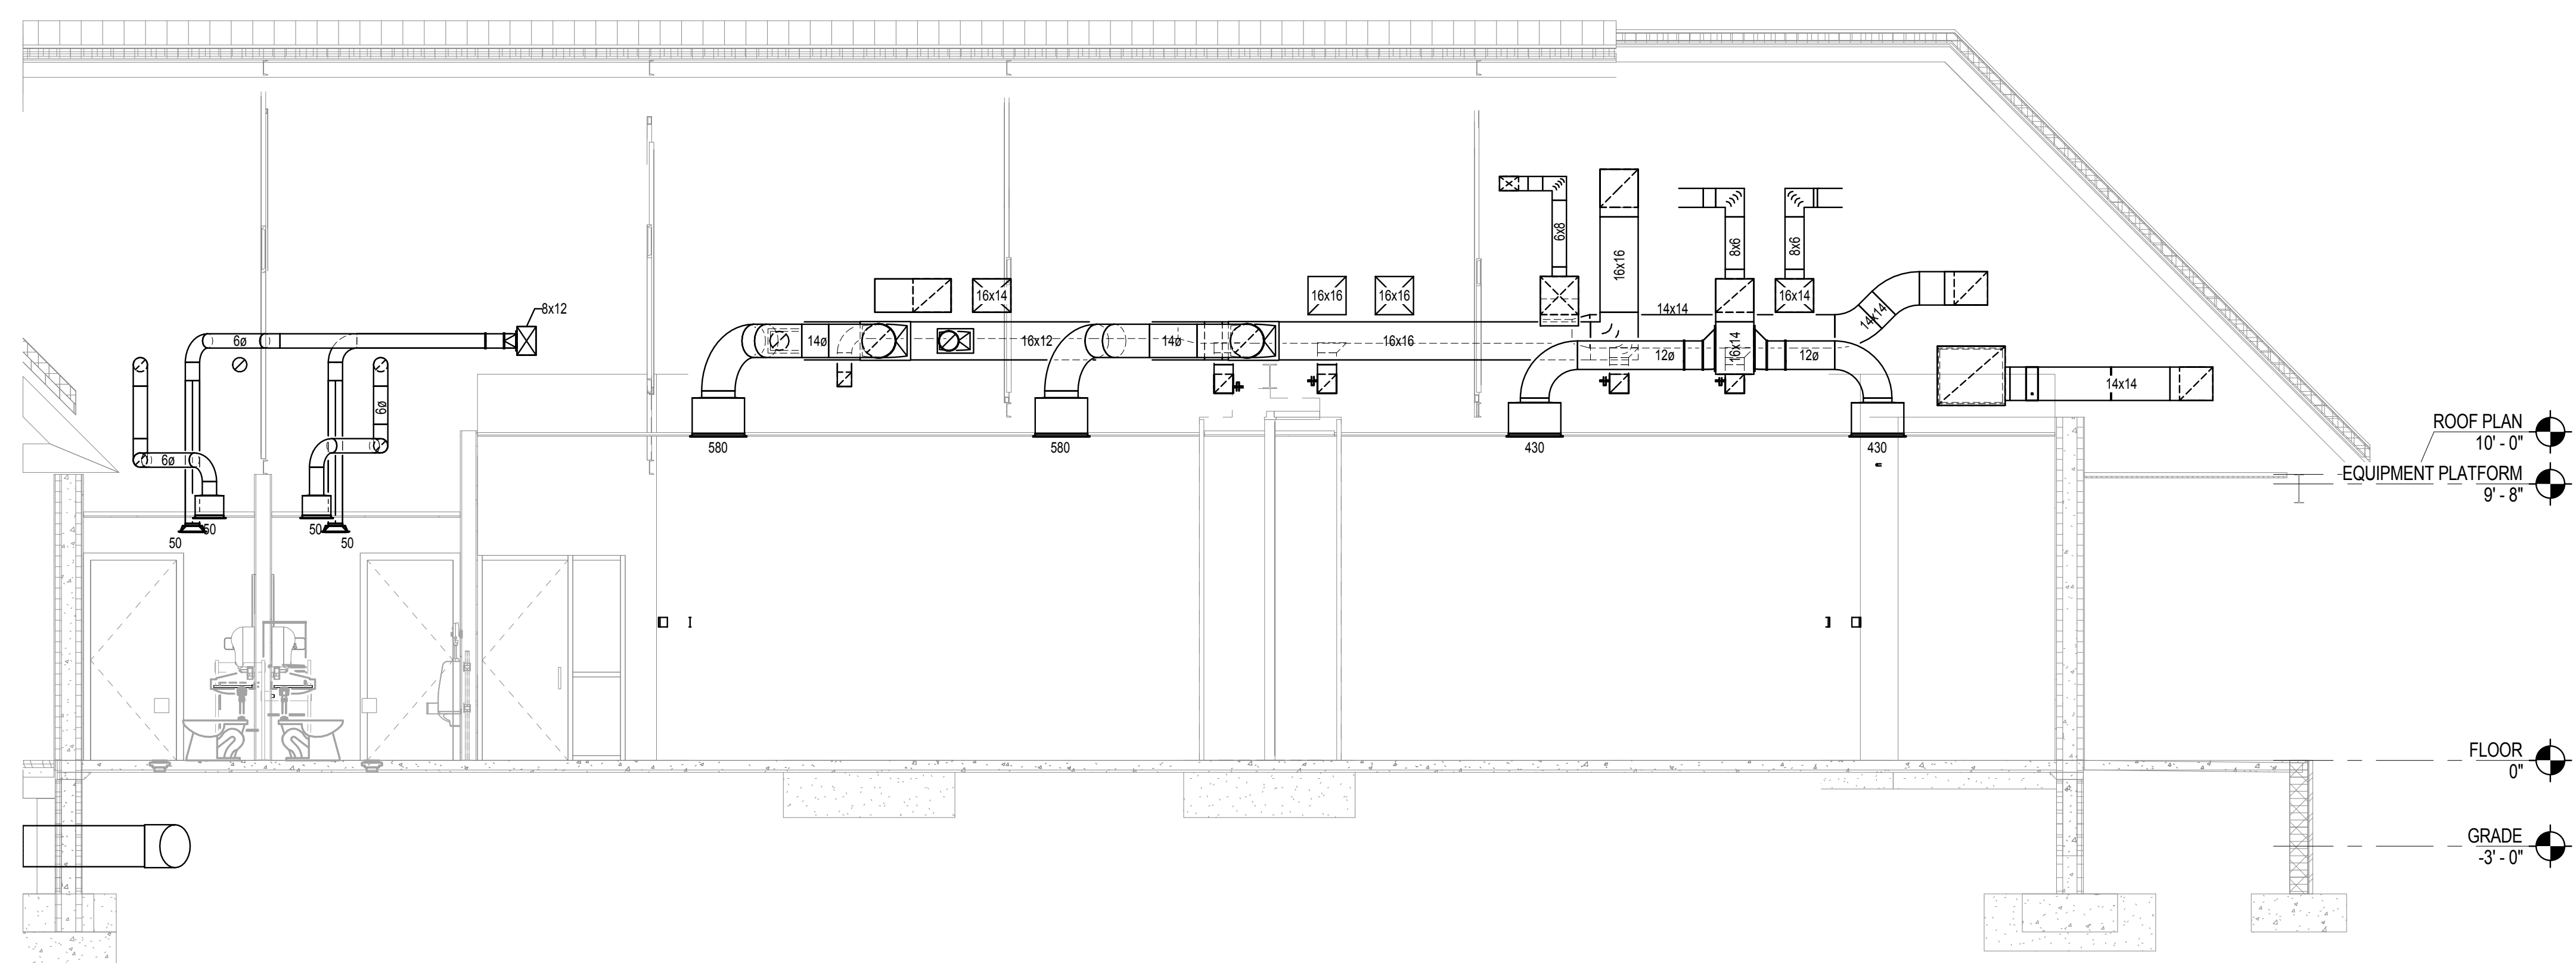 6x8
16x16
8x6
8x6
16x14
16x16
16x16
16x14
8x12
14x14
14x14
6ø
14ø
16x12
14ø
16x16
12ø
16x14
12ø
14x14
6ø
6ø
580
580
430
430
ROOF PLAN
10' - 0"
EQUIPMENT PLATFORM
9' - 8"
50
50
50
50
FLOOR
0"
GRADE
-3' - 0"